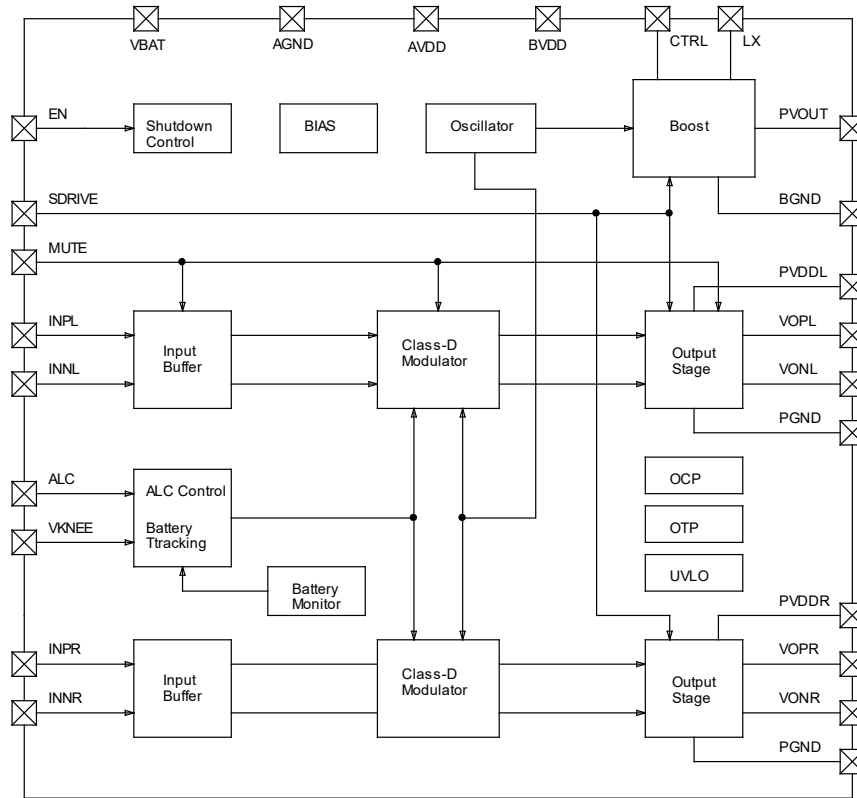 VBAT
AGND
AVDD
BVDD
CTRL
LX
EN
Shutdown
Control
BIAS
Oscillator
Boost
PVOUT
SDRIVE
BGND
MUTE
PVDDL
INPL
Input
Buffer
Class-D
Modulator
Output
Stage
VOPL
INNL
VONL
PGND
ALC
ALC Control
OCP
VKNEE
Battery
Ttracking
OTP
Battery
Monitor
UVLO
PVDDR
INPR
Input
Buffer
Class-D
Modulator
Output
Stage
VOPR
INNR
VONR
PGND